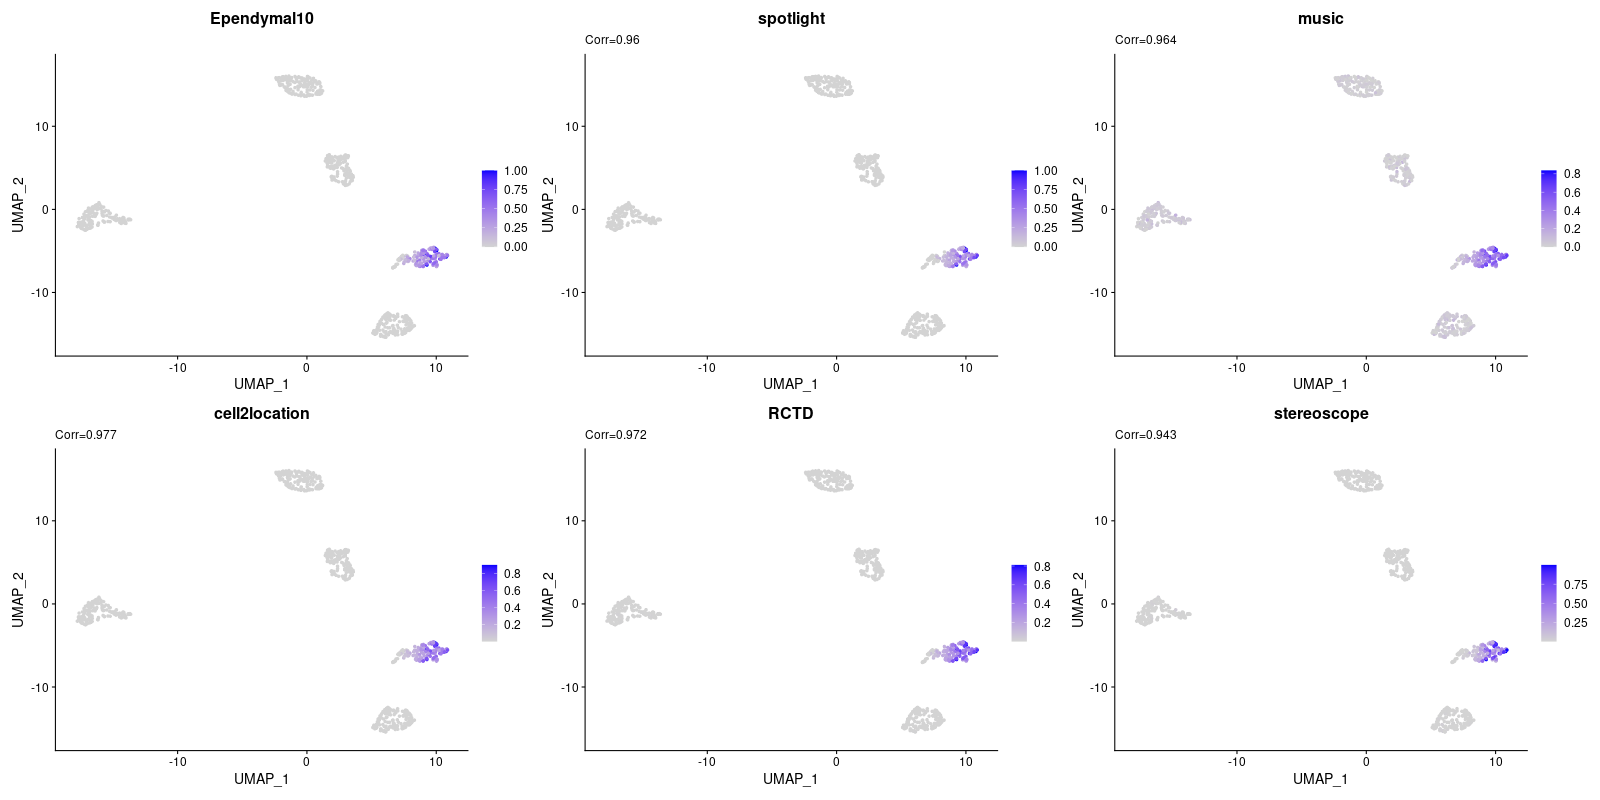 Ependymal10
10
0
-10
UMAP_2
-10
0
10
UMAP_1
1.00
0.75
0.50
0.25
0.00
spotlight
Corr=0.96
10
0
-10
UMAP_2
-10
0
10
UMAP_1
1.00
0.75
0.50
0.25
0.00
music
Corr=0.964
10
0
-10
UMAP_2
-10
0
10
UMAP_1
0.8
0.6
0.4
0.2
0.0
cell2location
Corr=0.977
10
0
-10
UMAP_2
-10
0
10
UMAP_1
0.8
0.6
0.4
0.2
RCTD
Corr=0.972
10
0
-10
UMAP_2
-10
0
10
UMAP_1
0.8
0.6
0.4
0.2
stereoscope
Corr=0.943
10
0
-10
UMAP_2
-10
0
10
UMAP_1
0.75
0.50
0.25